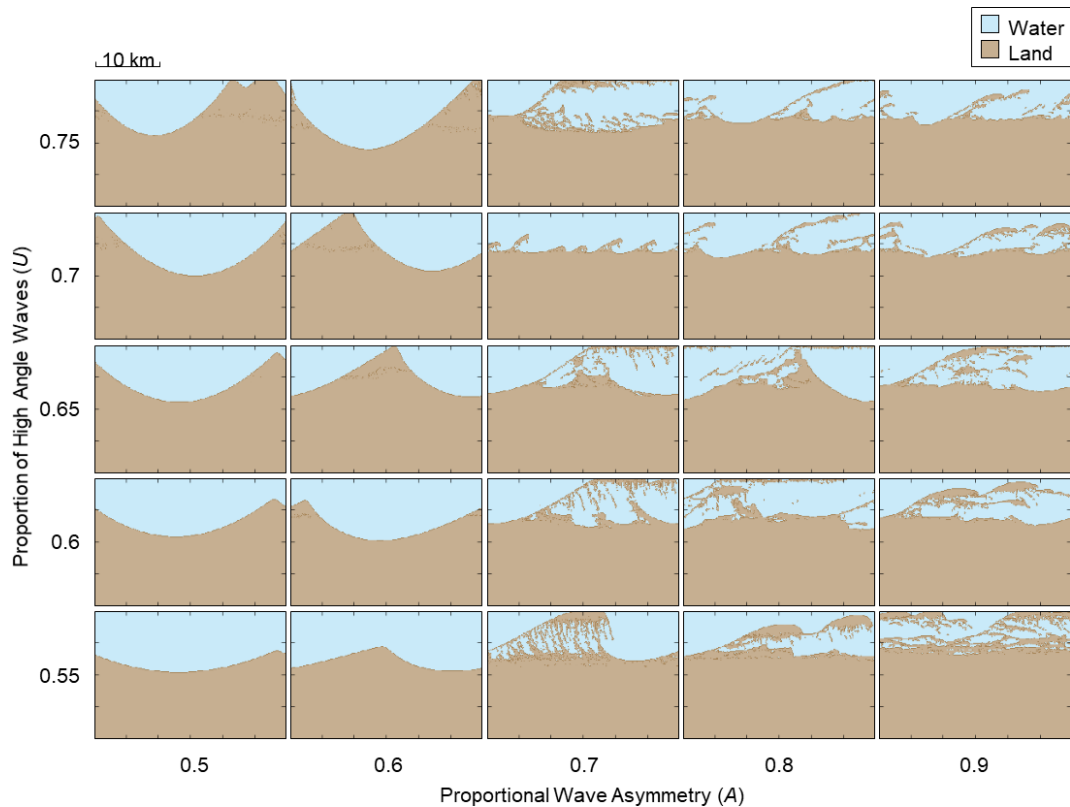 Water
Land
10 km
0.75
0.7
0.65
0.6
0.55
Proportion of High Angle Waves (U)
0.5 0.6 0.7 0.8 0.9
Proportional Wave Asymmetry (A)